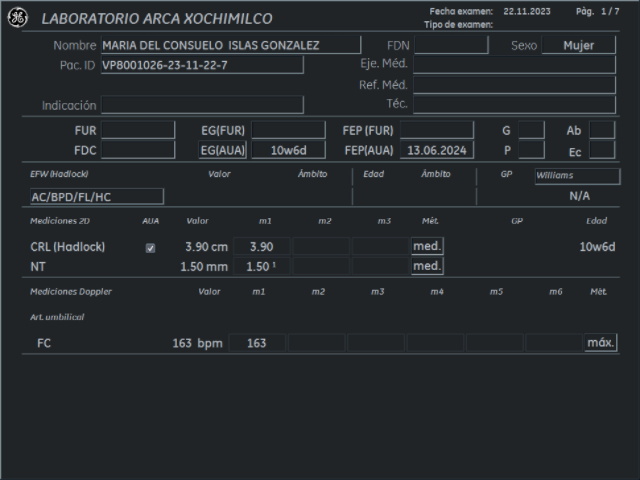 LABORATORIO ARCA XOCHIMILCO Fecha examen: 22.11.2023 Pàg. 1 / 7
Tipo de examen:
Nombre MARIA DEL CONSUELO ISLAS GONZALEZ FDN Sexo Mujer
Pac. ID VPB001026-23-11-22-7 Eje. Méd.
Ref. Méd.
Indicación Téc.
FUR EG(FUR) FEP (FUR) G Ab
FDC EG(AUA) 10w6d FEP(AUA) 13.06.2024 P Ec
EFW (Hadlock) Valor Ámbito Edad Ámbito GP Williams
AC/BPD/FL/HC N/A
Mediciones 2D AUA Valor m1 m2 m3 Mét. GP Edad
CRL (Hadlock) 3.90 cm 3.90 med. 10w6d
NT 1.50 mm 1.50 ¹ med.
Mediciones Doppler Valor m1 m2 m3 m4 m5 m6 Mét.
Art. umbilical
FC 163 bpm 163 máx.